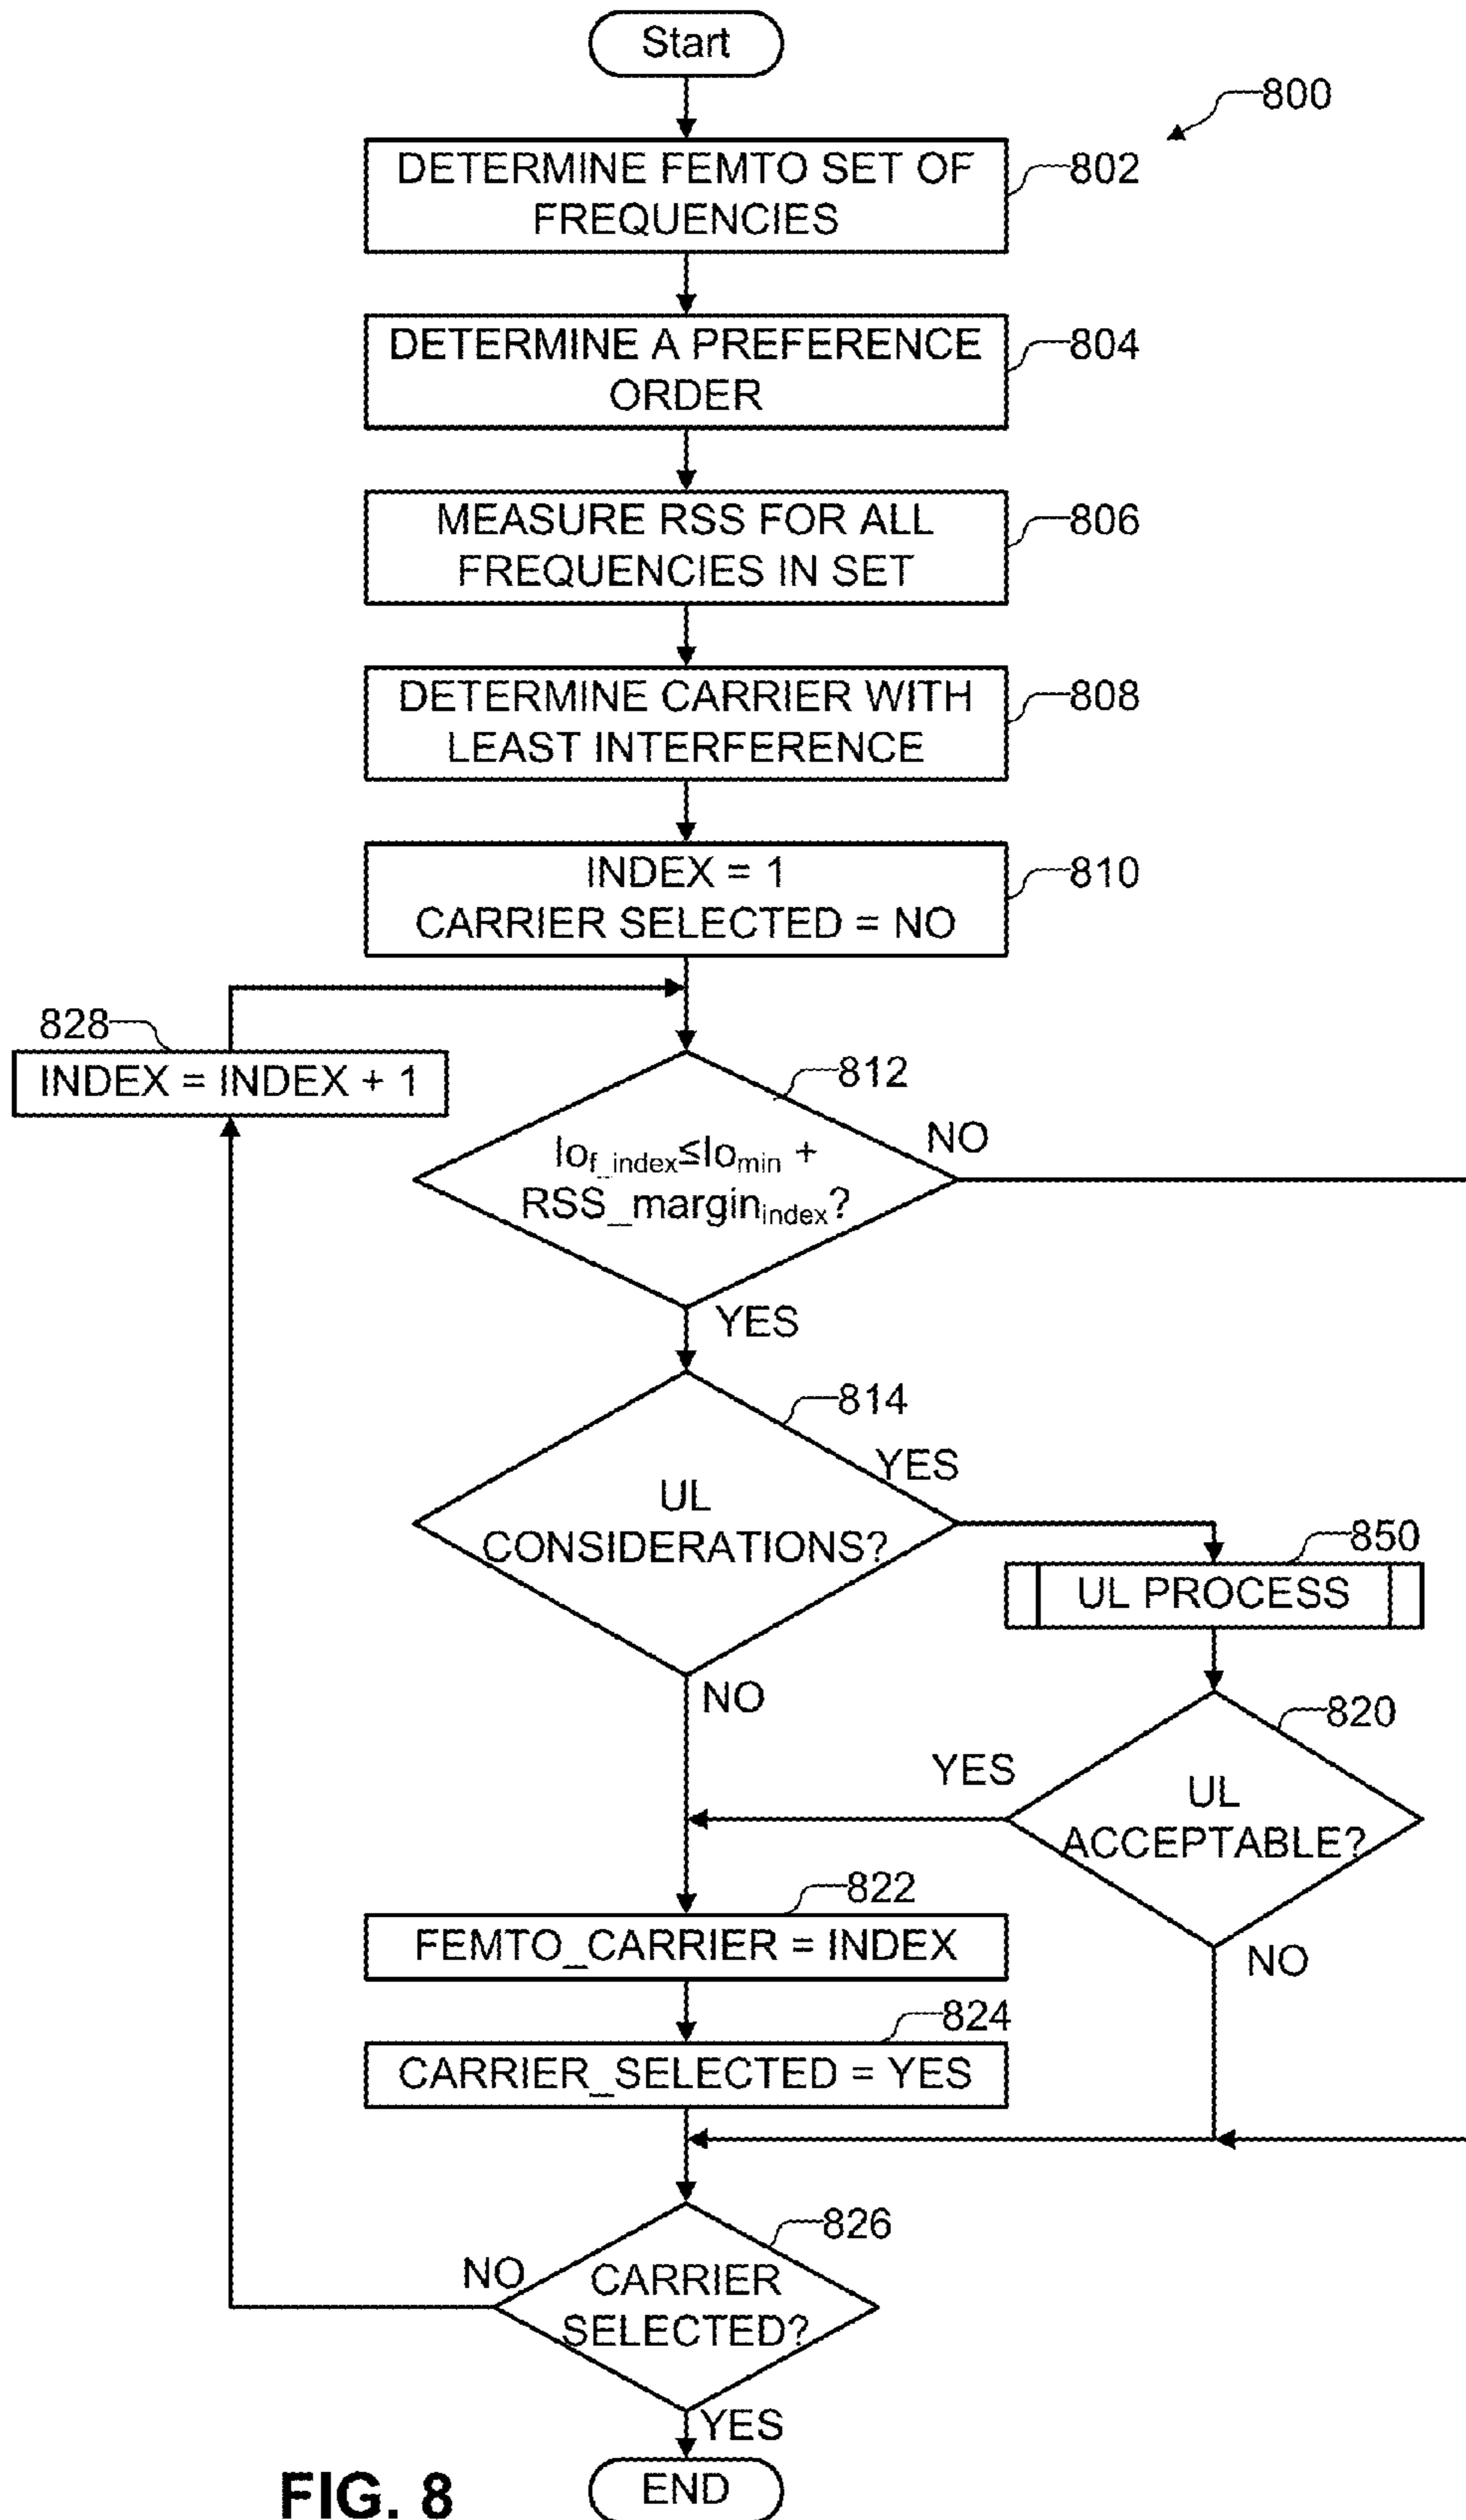 Start
800
DETERMINE FEMTO SET OF
FREQUENCIES
802
DETERMINE A PREFERENCE
ORDER
804
MEASURE RSS FOR ALL
FREQUENCIES IN SET
806
DETERMINE CARRIER WITH
LEAST INTERFERENCE
808
INDEX = 1
CARRIER SELECTED = NO
810
828
INDEX = INDEX + 1
812
Io_f_index≤Io_min +
RSS_margin_index?
NO
YES
814
UL
CONSIDERATIONS?
YES
850
UL PROCESS
NO
820
UL
ACCEPTABLE?
YES
NO
822
FEMTO_CARRIER = INDEX
824
CARRIER_SELECTED = YES
826
CARRIER
SELECTED?
NO
YES
END
FIG. 8